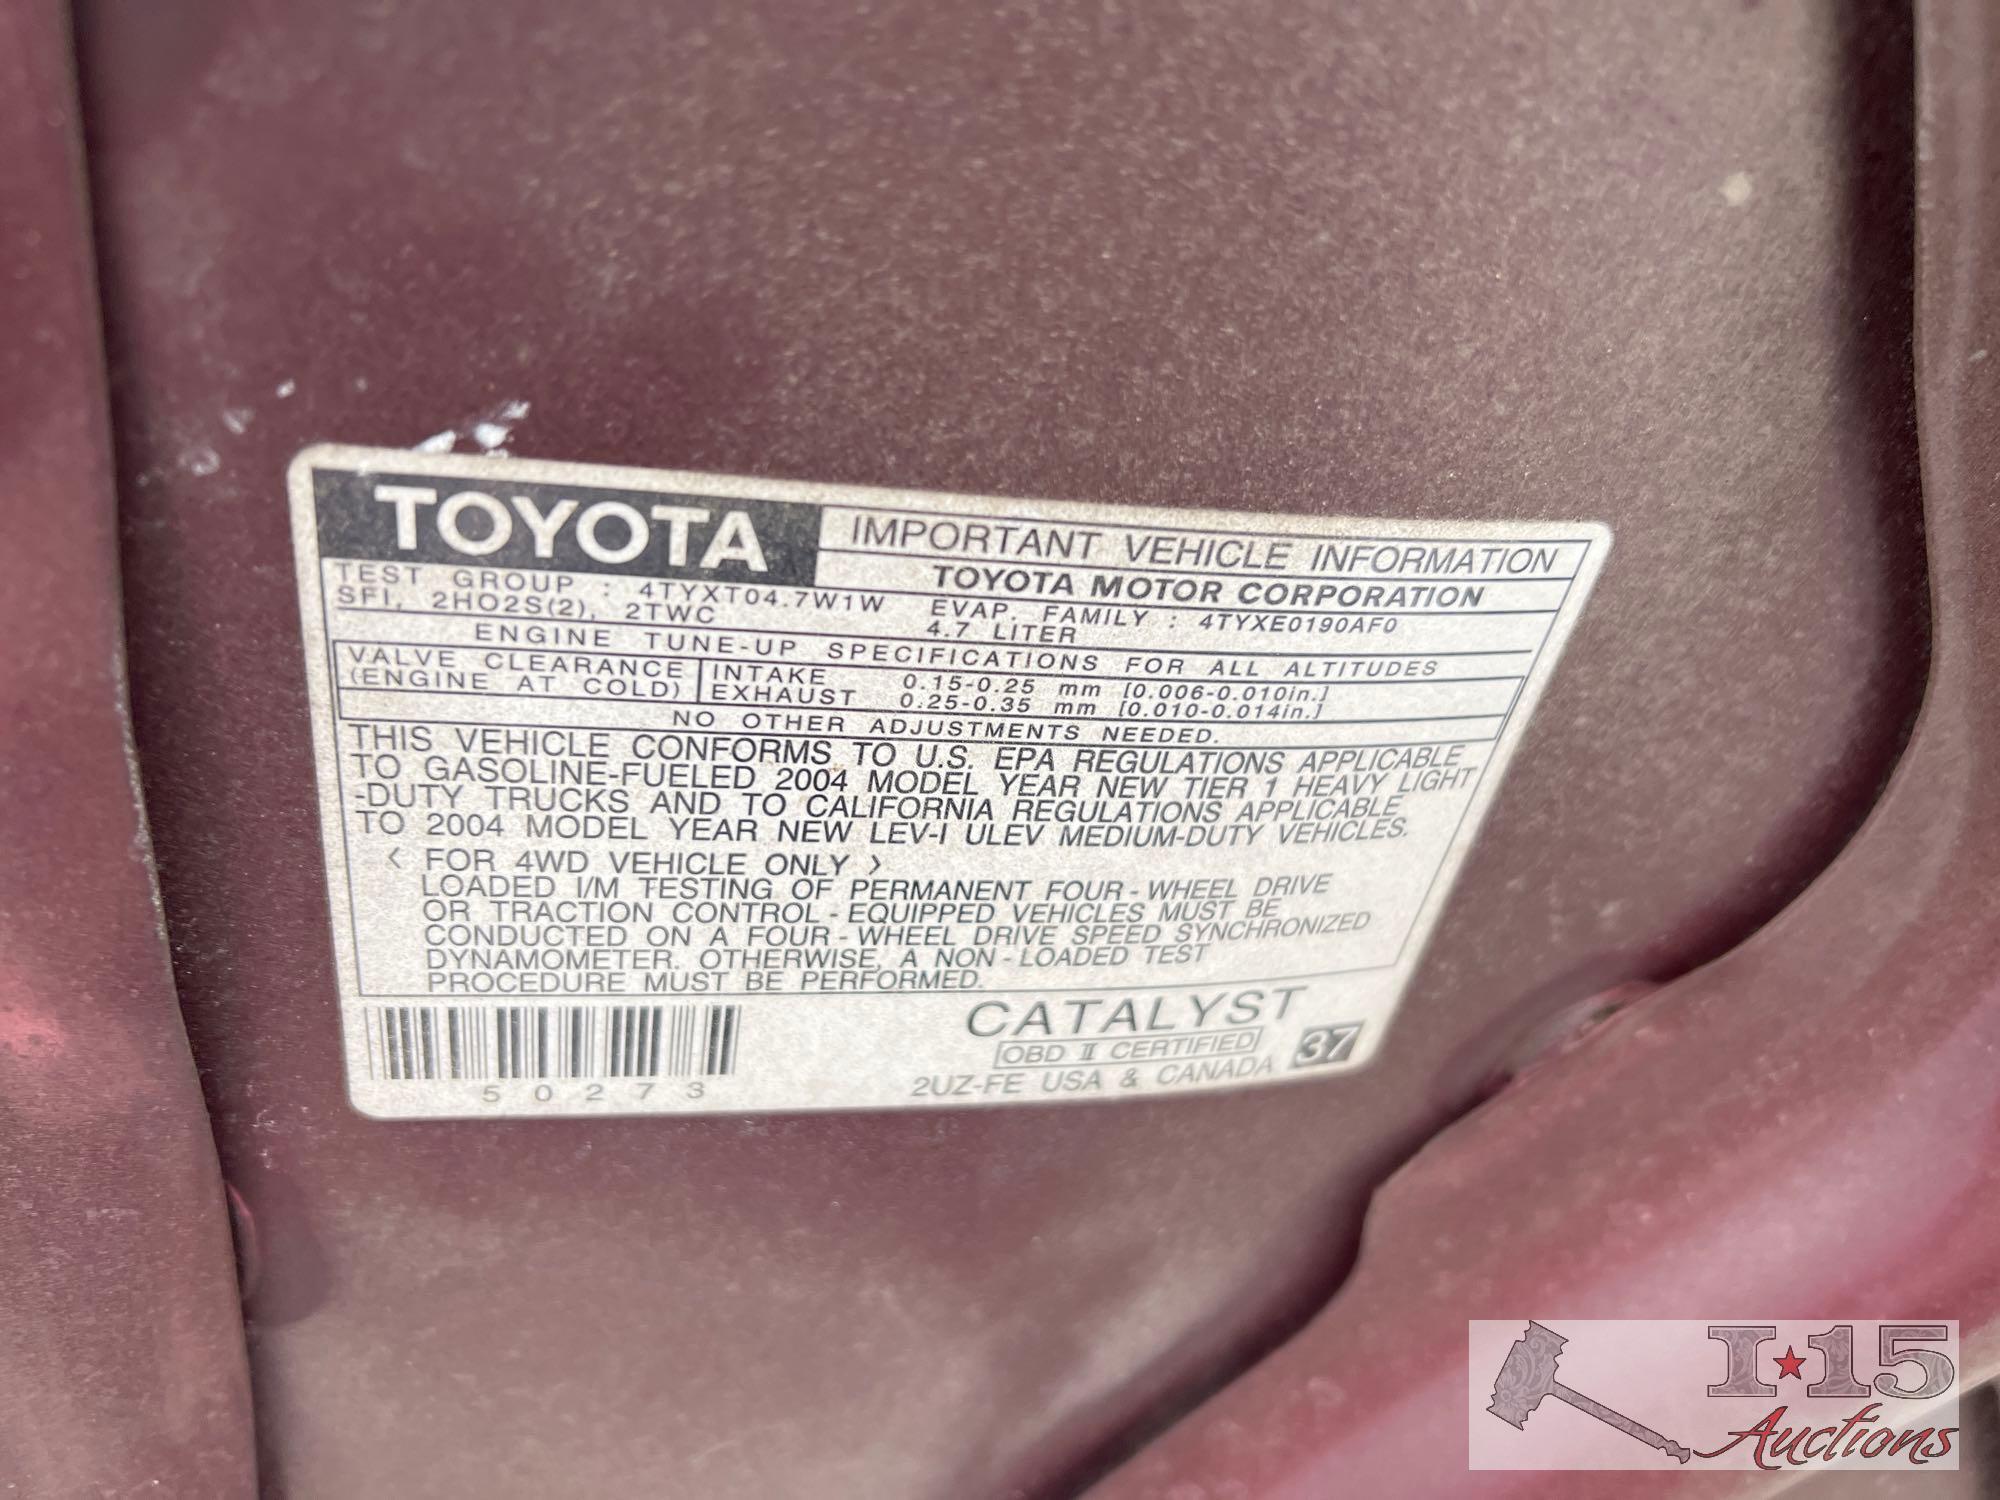 TOYOTA
IMPORTANT VEHICLE INFORMATION
TOYOTA MOTOR CORPORATION
TEST GROUP : 4TYXT04.7W1W EVAP. FAMILY : 4TYXE0190AF0
SFI, 2HO2S(2), 2TWC 4.7 LITER
ENGINE TUNE-UP SPECIFICATIONS FOR ALL ALTITUDES
VALVE CLEARANCE INTAKE 0.15-0.25 mm [0.006-0.010in.]
(ENGINE AT COLD) EXHAUST 0.25-0.35 mm [0.010-0.014in.]
NO OTHER ADJUSTMENTS NEEDED.
THIS VEHICLE CONFORMS TO U.S. EPA REGULATIONS APPLICABLE
TO GASOLINE-FUELED 2004 MODEL YEAR NEW TIER 1 HEAVY LIGHT
-DUTY TRUCKS AND TO CALIFORNIA REGULATIONS APPLICABLE
TO 2004 MODEL YEAR NEW LEV-I ULEV MEDIUM-DUTY VEHICLES.
< FOR 4WD VEHICLE ONLY >
LOADED I/M TESTING OF PERMANENT FOUR-WHEEL DRIVE
OR TRACTION CONTROL-EQUIPPED VEHICLES MUST BE
CONDUCTED ON A FOUR-WHEEL DRIVE SPEED SYNCHRONIZED
DYNAMOMETER. OTHERWISE, A NON-LOADED TEST
PROCEDURE MUST BE PERFORMED.
CATALYST
OBD II CERTIFIED 37
50273 2UZ-FE USA & CANADA
I★15
Auctions